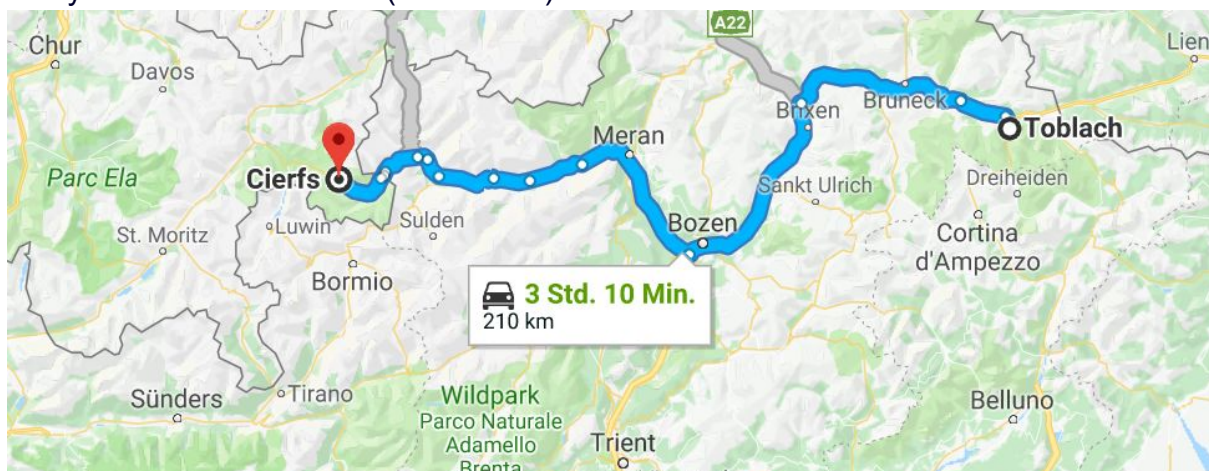 A22
Chur
Lien
Davos
Brixen
Bruneck
Toblach
Meran
Parc Ela
Cierfs
Sankt Ulrich
Dreiheiden
Luwin
Sulden
Bozen
St. Moritz
Cortina
d'Ampezzo
Bormio
3 Std. 10 Min.
210 km
Sünders
Tirano
Wildpark
Parco Naturale
Adamello
Brenta
Belluno
Trient